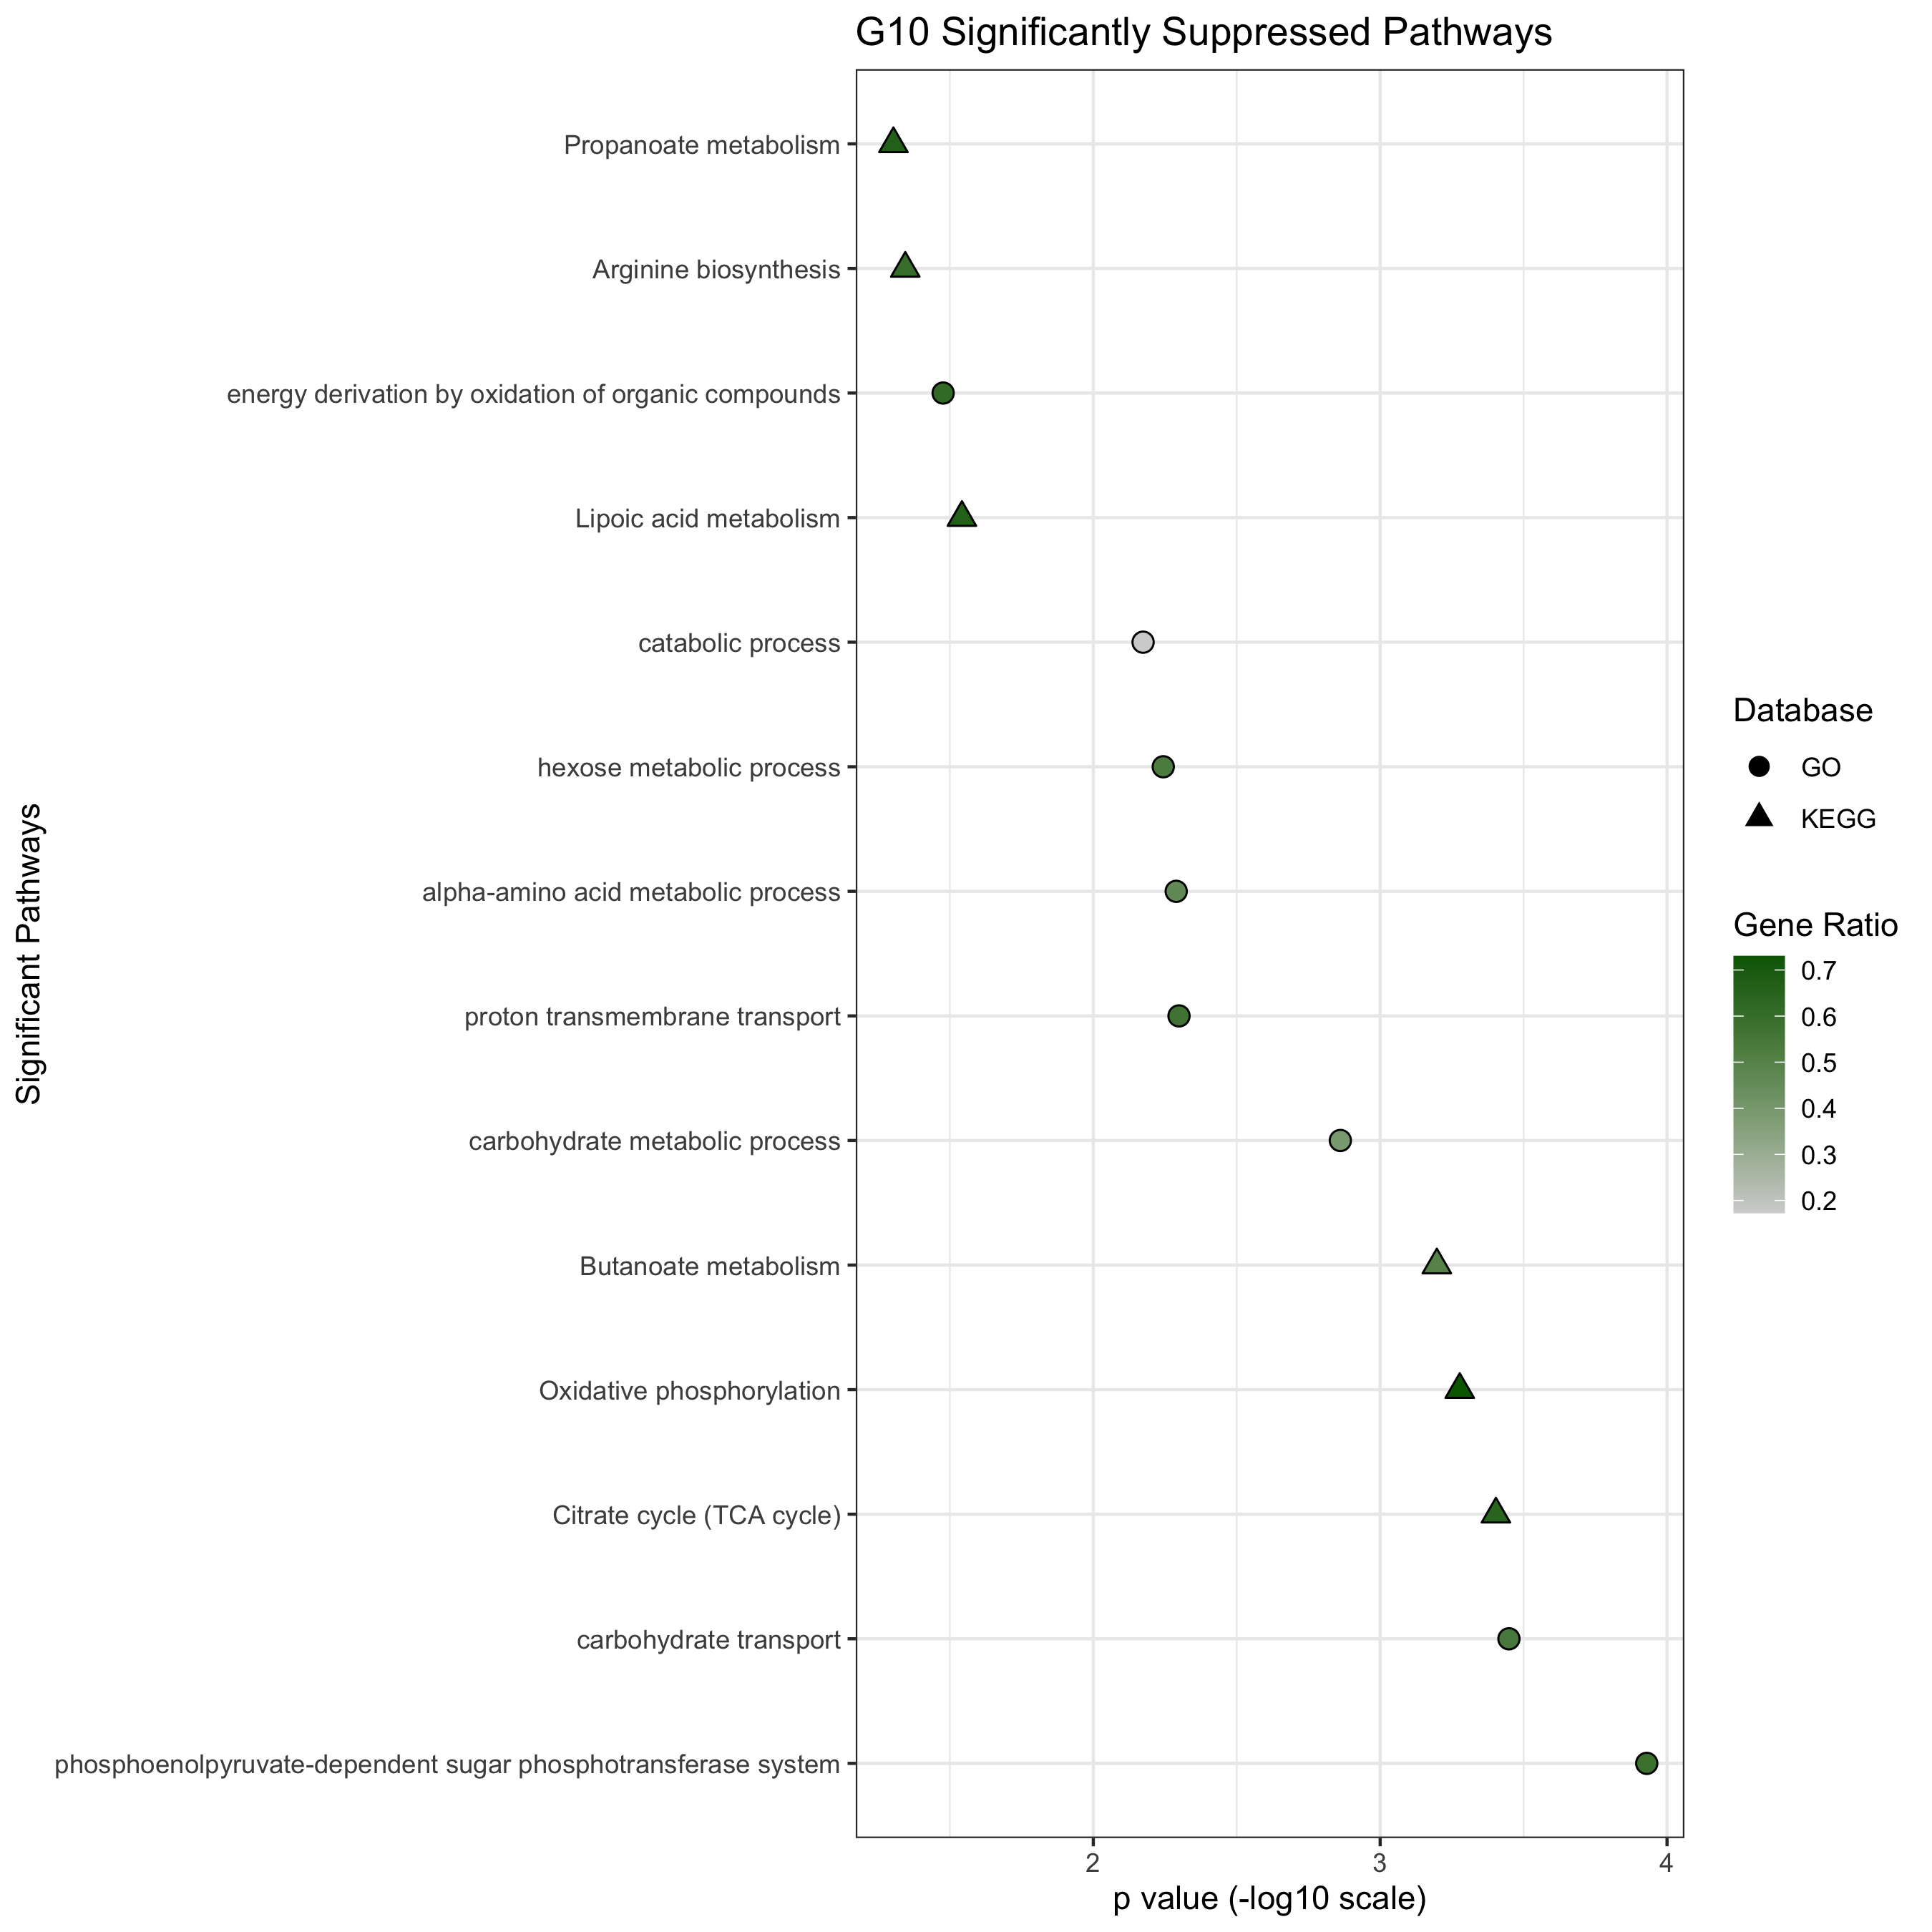 G10 Significantly Suppressed Pathways
Significant Pathways
Propanoate metabolism
Arginine biosynthesis
energy derivation by oxidation of organic compounds
Lipoic acid metabolism
catabolic process
hexose metabolic process
alpha-amino acid metabolic process
proton transmembrane transport
carbohydrate metabolic process
Butanoate metabolism
Oxidative phosphorylation
Citrate cycle (TCA cycle)
carbohydrate transport
phosphoenolpyruvate-dependent sugar phosphotransferase system
2 3 4
p value (-log10 scale)
Database
GO
KEGG
Gene Ratio
0.7
0.6
0.5
0.4
0.3
0.2